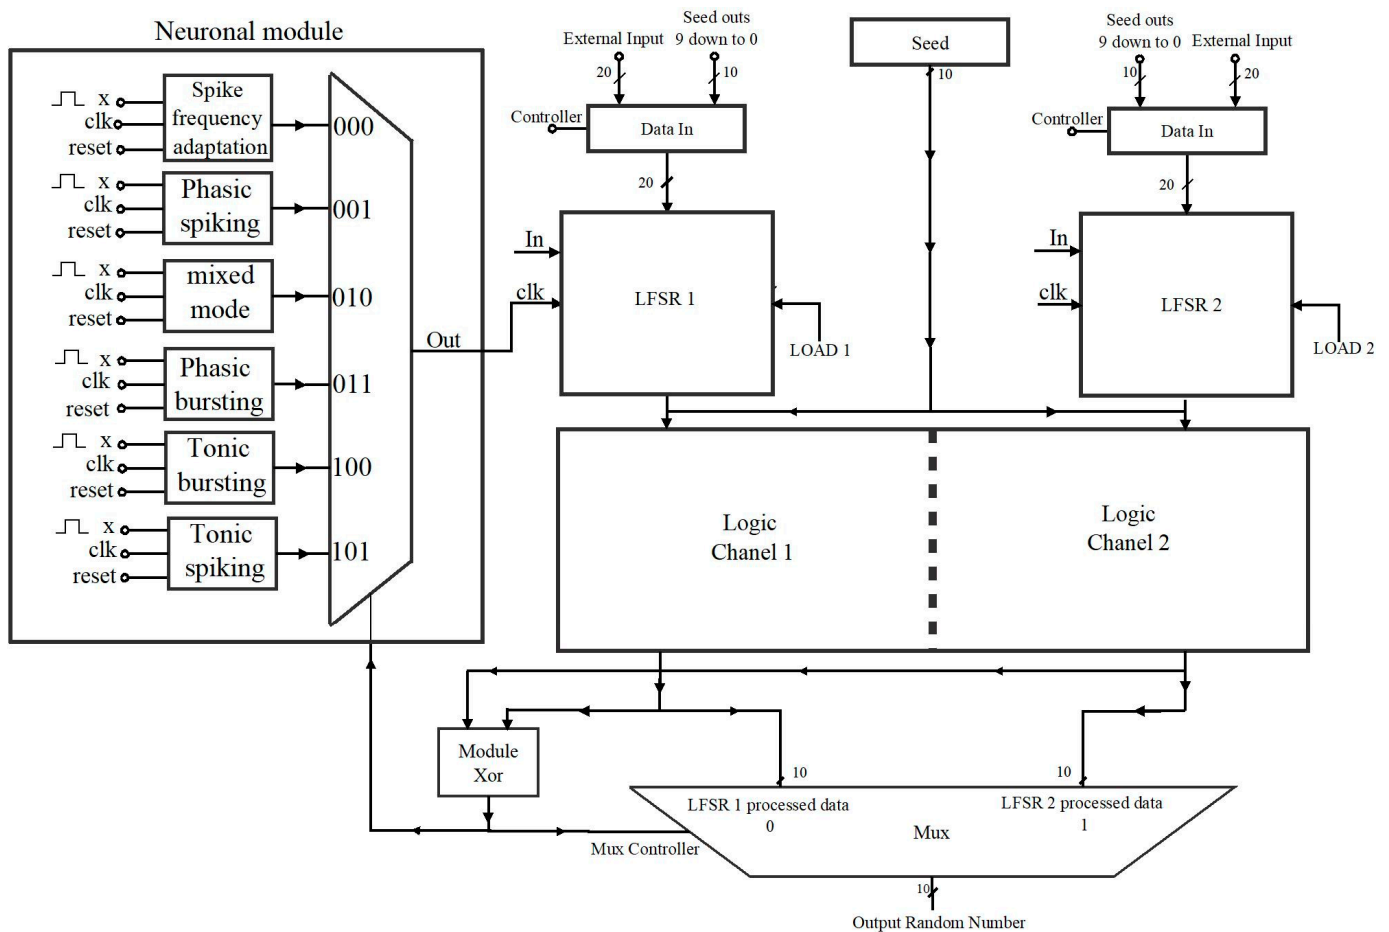 Neuronal module
x
clk
reset
Spike
frequency
adaptation
000
x
clk
reset
Phasic
spiking
001
x
clk
reset
mixed
mode
010
x
clk
reset
Phasic
bursting
011
x
clk
reset
Tonic
bursting
100
x
clk
reset
Tonic
spiking
101
Out
External Input
Seed outs
9 down to 0
20
10
Controller
Data In
20
In
clk
LFSR 1
LOAD 1
Seed
10
Seed outs
9 down to 0
External Input
10
20
Controller
Data In
20
In
clk
LFSR 2
LOAD 2
Logic
Chanel 1
Logic
Chanel 2
Module
Xor
10
10
LFSR 1 processed data
0
LFSR 2 processed data
1
Mux
Mux Controller
10
Output Random Number